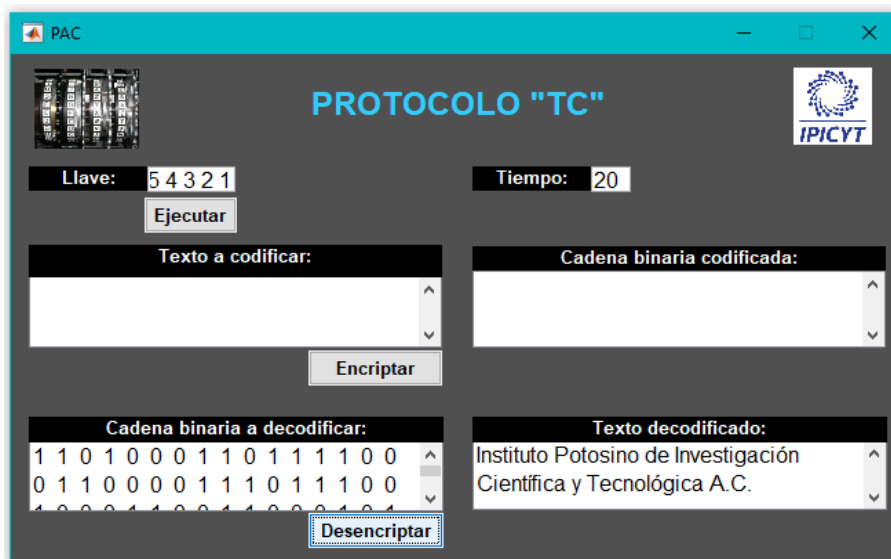 PAC
PROTOCOLO "TC"
IPICYT
Llave: 5 4 3 2 1
Tiempo: 20
Ejecutar
Texto a codificar:
Cadena binaria codificada:
Encriptar
Cadena binaria a decodificar:
1 1 0 1 0 0 0 1 1 0 1 1 1 1 0 0
0 1 1 0 0 0 0 1 1 1 0 1 1 1 0 0
Texto decodificado:
Instituto Potosino de Investigación
Científica y Tecnológica A.C.
Desencriptar